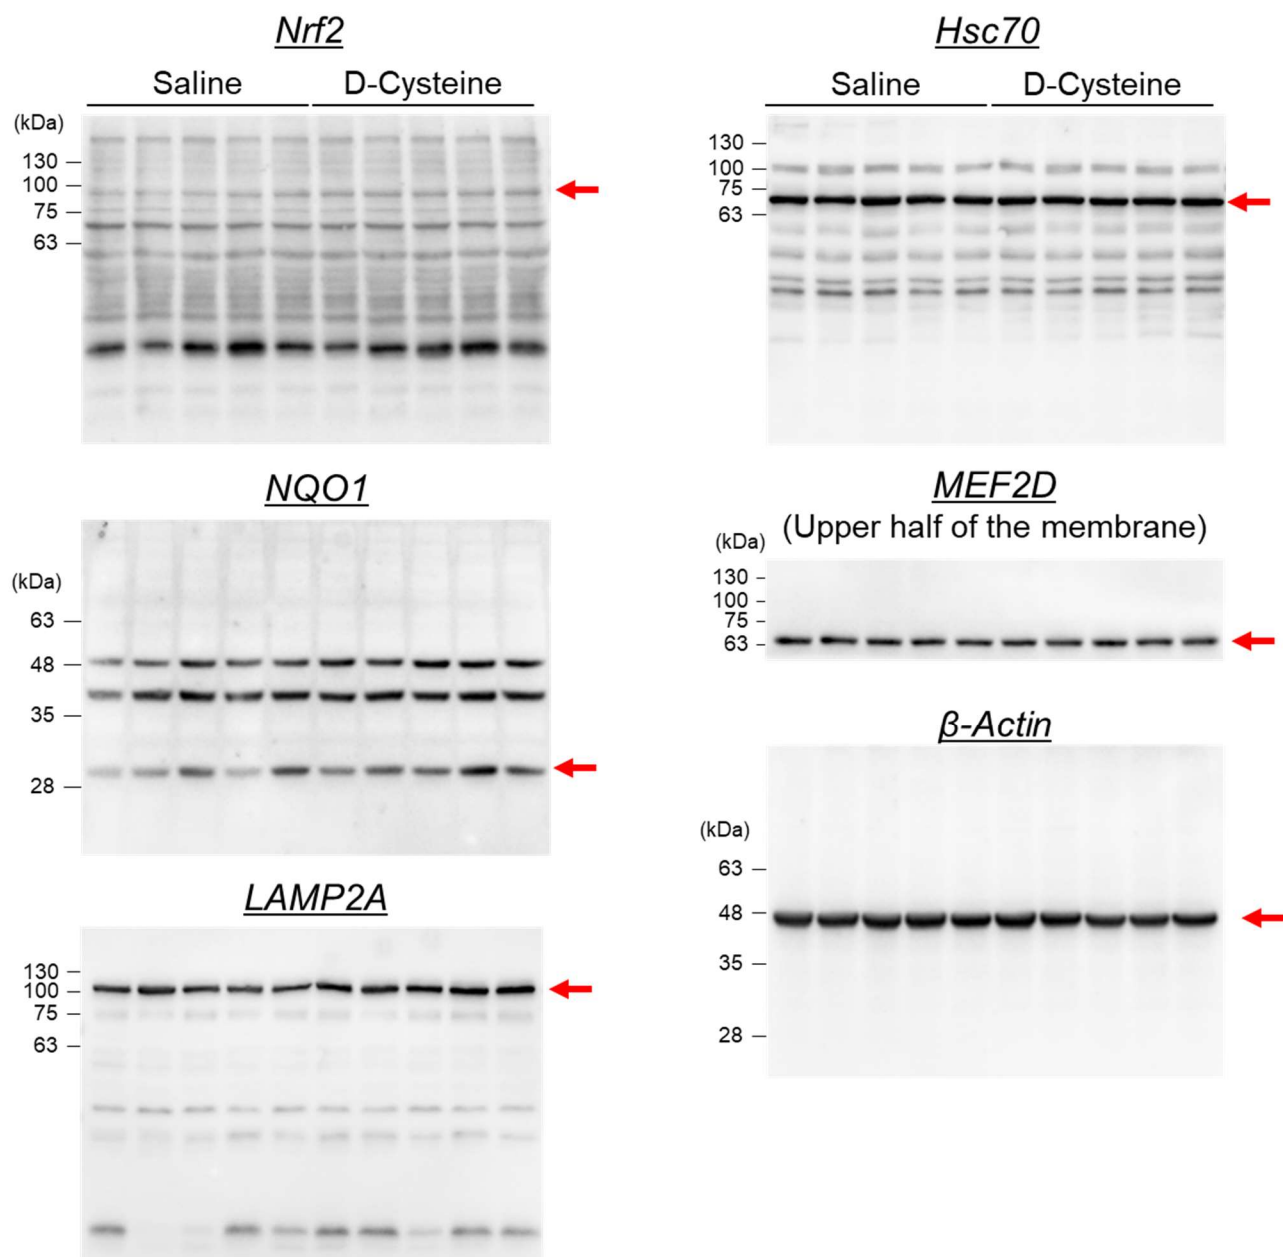 Nrf2
Saline D-Cysteine
(kDa)
130
100
75
63
NQO1
(kDa)
63
48
35
28
LAMP2A
130
100
75
63
Hsc70
Saline D-Cysteine
130
100
75
63
MEF2D
(Upper half of the membrane)
(kDa)
130
100
75
63
β-Actin
(kDa)
63
48
35
28